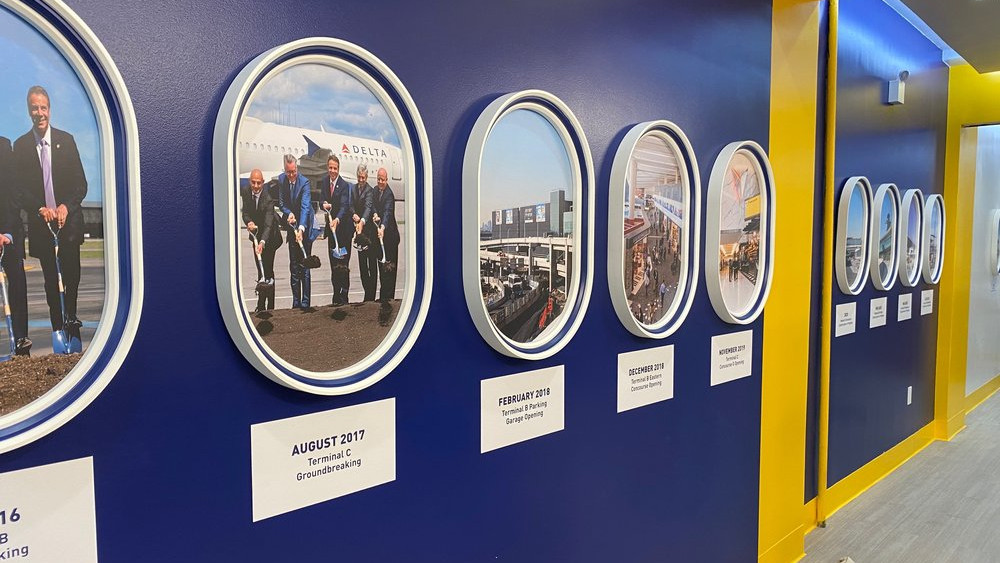 16
B
king
DELTA
AUGUST 2017
Terminal C
Groundbreaking
FEBRUARY 2018
Terminal B Parking
Garage Opening
DECEMBER 2018
Terminal B Eastern
Concourse Opening
NOVEMBER 2019
Terminal C
Concourse Opening